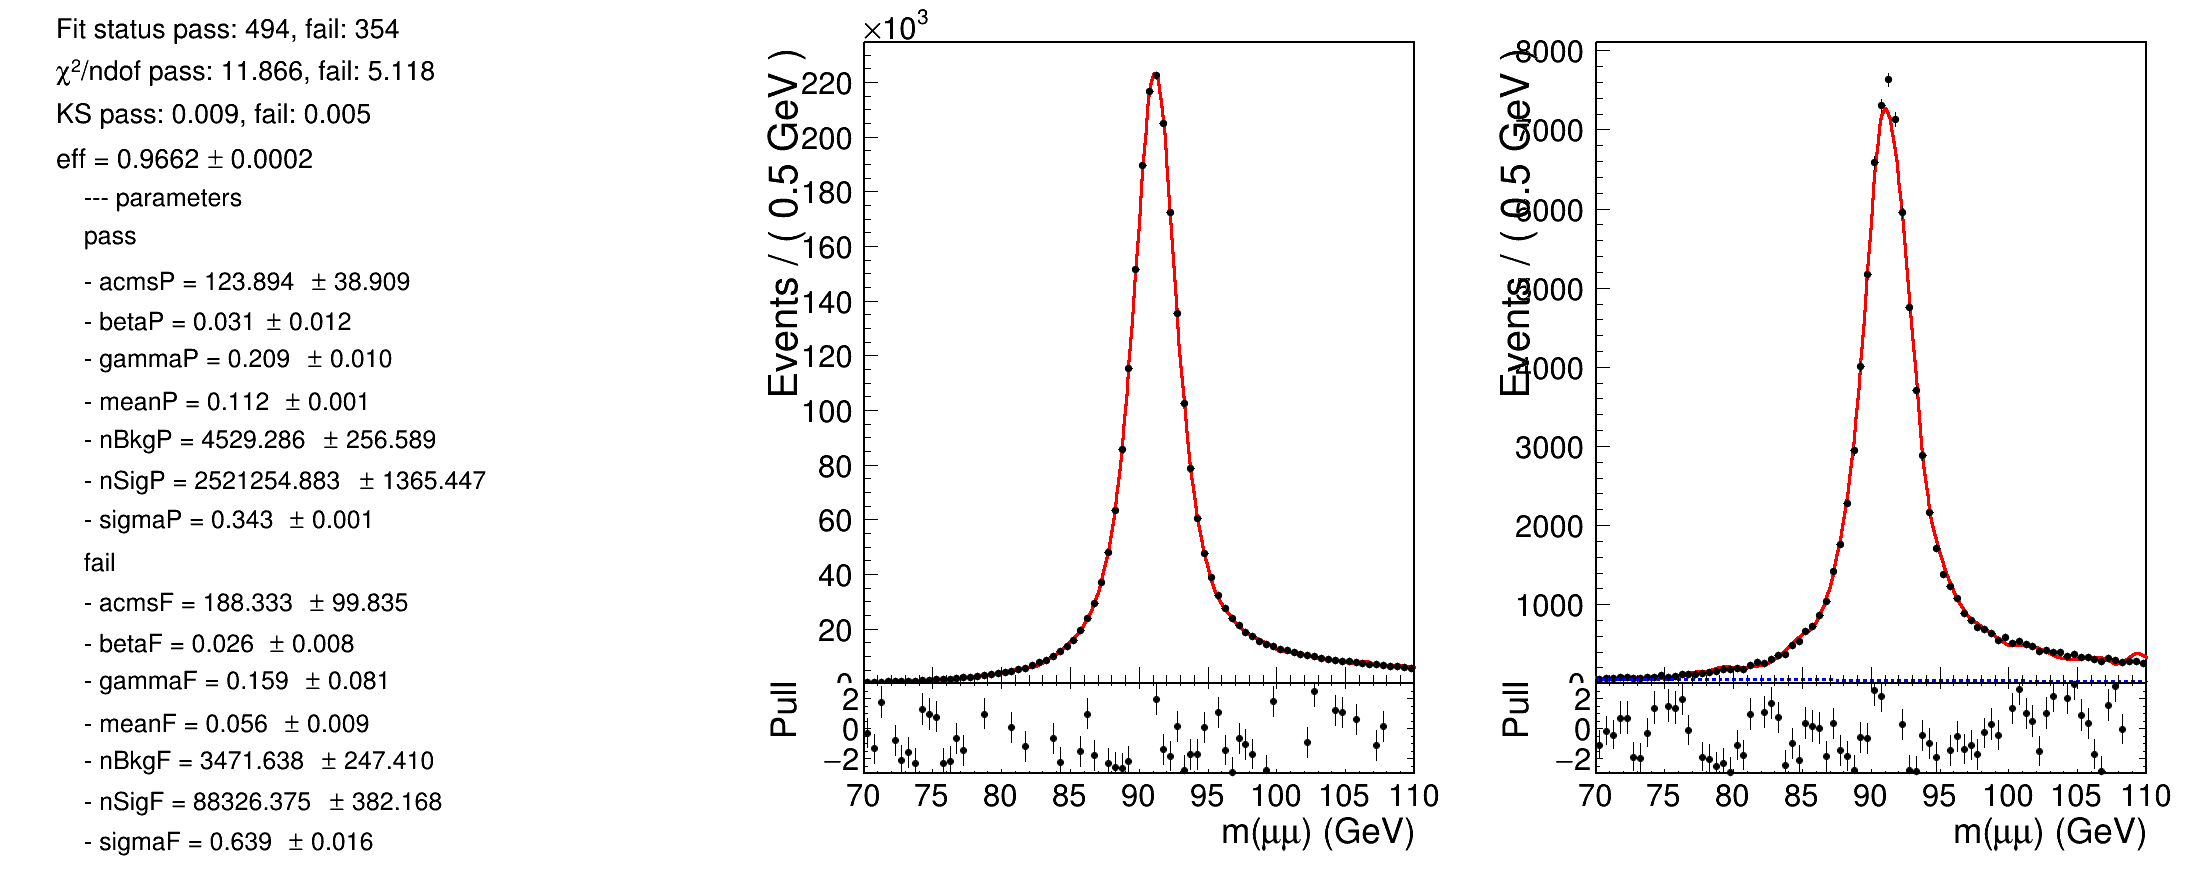 Fit status pass: 494, fail: 354
χ²/ndof pass: 11.866, fail: 5.118
KS pass: 0.009, fail: 0.005
eff = 0.9662 ± 0.0002
--- parameters
pass
- acmsP = 123.894 ± 38.909
- betaP = 0.031 ± 0.012
- gammaP = 0.209 ± 0.010
- meanP = 0.112 ± 0.001
- nBkgP = 4529.286 ± 256.589
- nSigP = 2521254.883 ± 1365.447
- sigmaP = 0.343 ± 0.001
fail
- acmsF = 188.333 ± 99.835
- betaF = 0.026 ± 0.008
- gammaF = 0.159 ± 0.081
- meanF = 0.056 ± 0.009
- nBkgF = 3471.638 ± 247.410
- nSigF = 88326.375 ± 382.168
- sigmaF = 0.639 ± 0.016
×10³
Events / ( 0.5 GeV )
220
200
180
160
140
120
100
80
60
40
20
0
Pull
2
0
−2
70 75 80 85 90 95 100 105 110
m(μμ) (GeV)
Events / ( 0.5 GeV )
8000
7000
6000
5000
4000
3000
2000
1000
0
Pull
2
0
−2
70 75 80 85 90 95 100 105 110
m(μμ) (GeV)